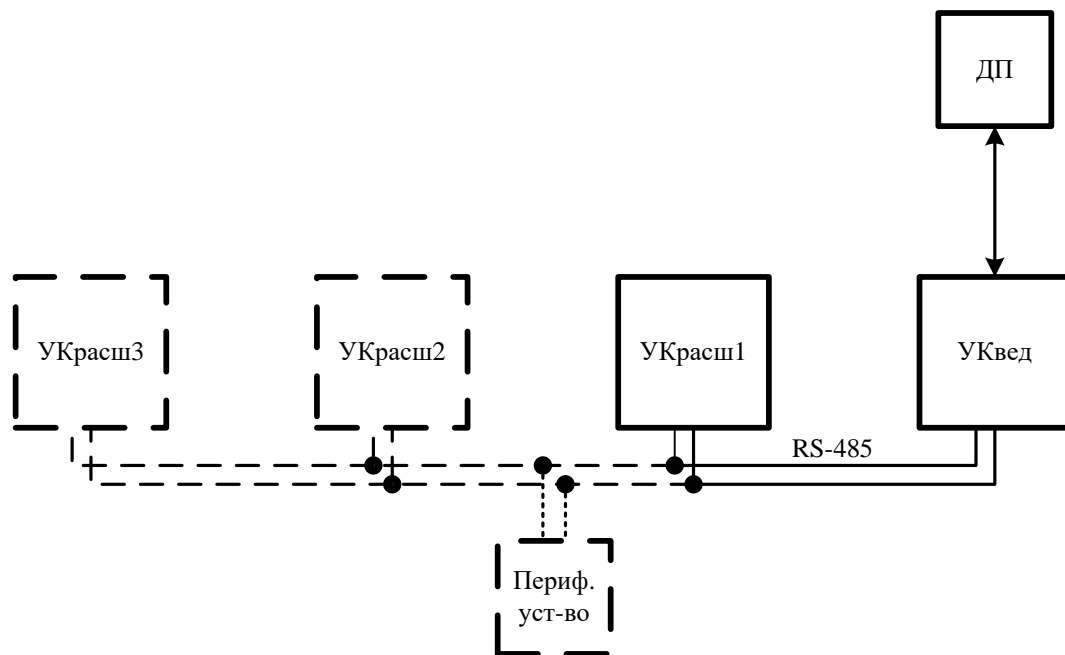 ДП
УКрасш3
УКрасш2
УКрасш1
УКвед
RS-485
Периф.
уст-во